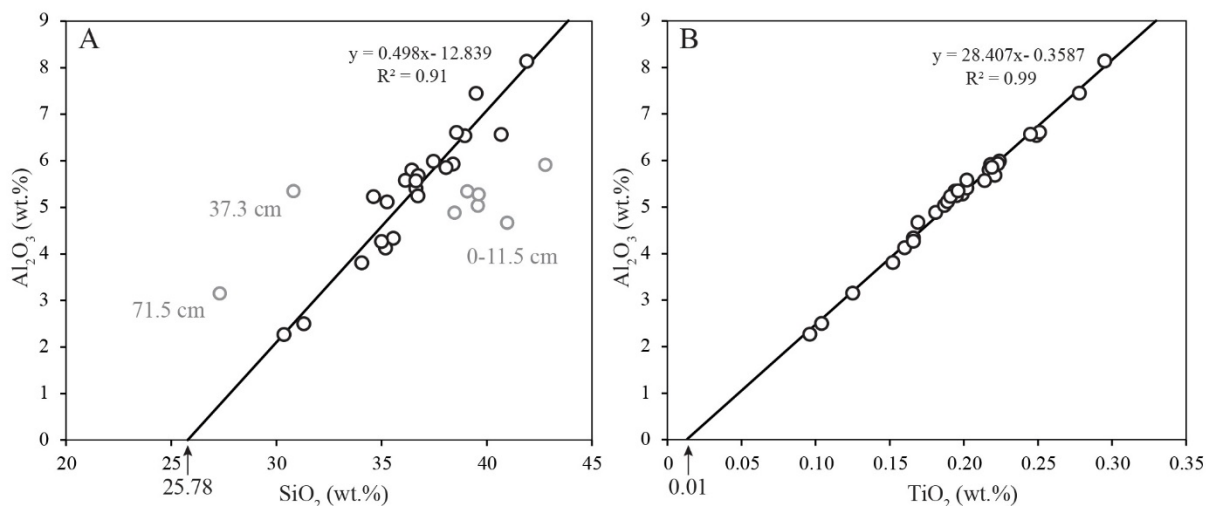 A
y = 0.498x- 12.839
R² = 0.91
37.3 cm
71.5 cm
0-11.5 cm
Al₂O₃ (wt.%)
9
8
7
6
5
4
3
2
1
0
20
25
30
35
40
45
25.78
SiO₂ (wt.%)
B
y = 28.407x- 0.3587
R² = 0.99
Al₂O₃ (wt.%)
9
8
7
6
5
4
3
2
1
0
0
0.05
0.10
0.15
0.20
0.25
0.30
0.35
0.01
TiO₂ (wt.%)